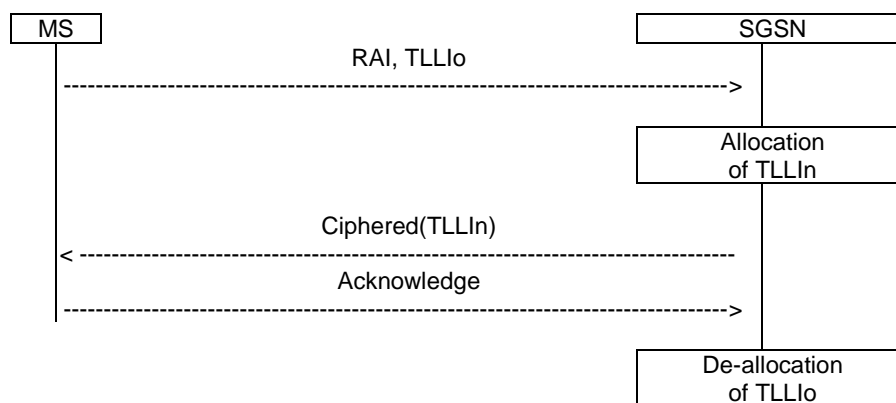 MS
SGSN
RAI, TLLIo
------------------------------------------------------------------------------->
Allocation
of TLLIn
Ciphered(TLLIn)
< --------------------------------------------------------------------------------
Acknowledge
------------------------------------------------------------------------------->
De-allocation
of TLLIo